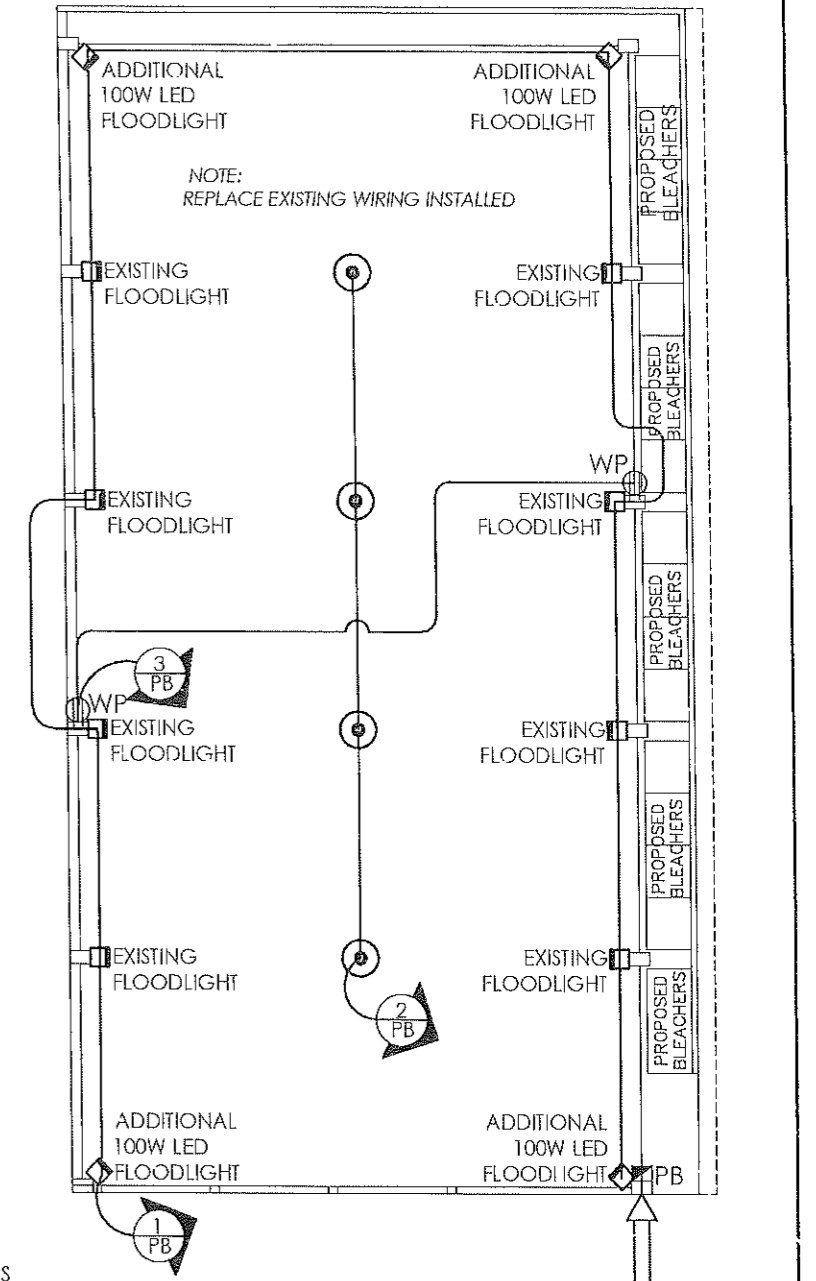 ADDITIONAL
100W LED
FLOODLIGHT
ADDITIONAL
100W LED
FLOODLIGHT
PROPOSED
BLEACHERS
NOTE:
REPLACE EXISTING WIRING INSTALLED
EXISTING
FLOODLIGHT
EXISTING
FLOODLIGHT
PROPOSED
BLEACHERS
WP
EXISTING
FLOODLIGHT
EXISTING
FLOODLIGHT
PROPOSED
BLEACHERS
3
PB
WP
EXISTING
FLOODLIGHT
EXISTING
FLOODLIGHT
PROPOSED
BLEACHERS
EXISTING
FLOODLIGHT
EXISTING
FLOODLIGHT
2
PB
PROPOSED
BLEACHERS
ADDITIONAL
100W LED
FLOODLIGHT
ADDITIONAL
100W LED
FLOODLIGHT
PB
1
PB
S